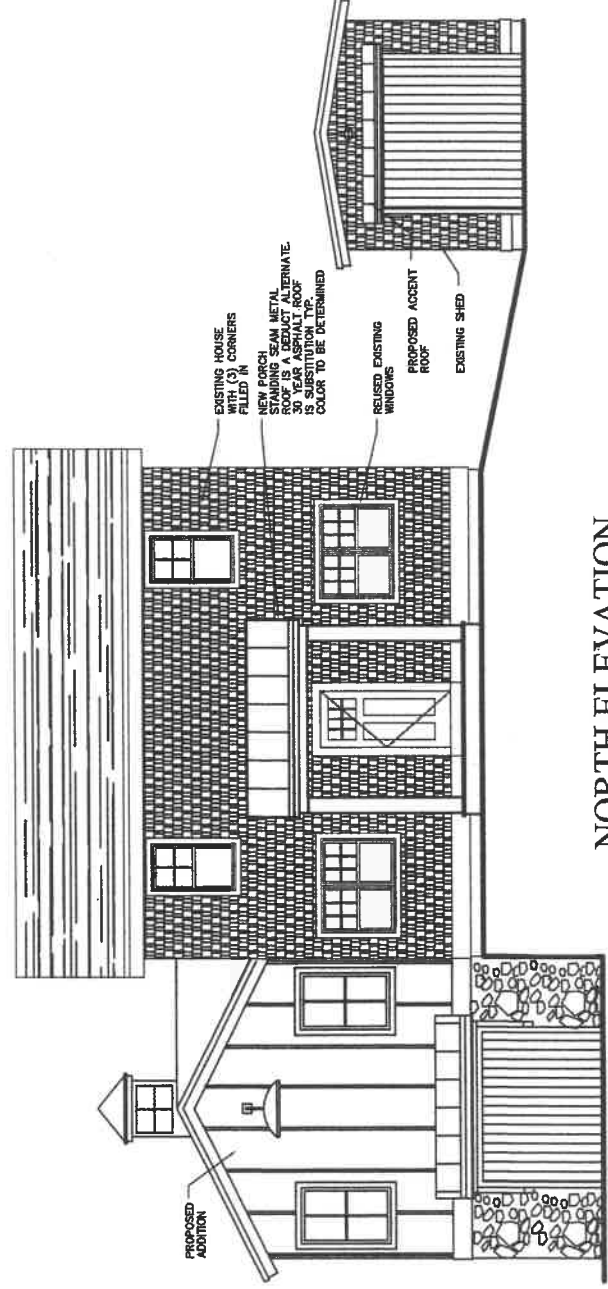 EXISTING HOUSE
WITH (3) CORNERS
FILLED IN
NEW PORCH
STANDING SEAM METAL
ROOF IS A DEDUCT ALTERNATE.
30 YEAR ASPHALT ROOF
IS SUBSTITUTION TYP.
COLOR TO BE DETERMINED
REUSED EXISTING
WINDOWS
PROPOSED ACCENT
ROOF
EXISTING SHED
PROPOSED
ADDITION
NORTH ELEVATION